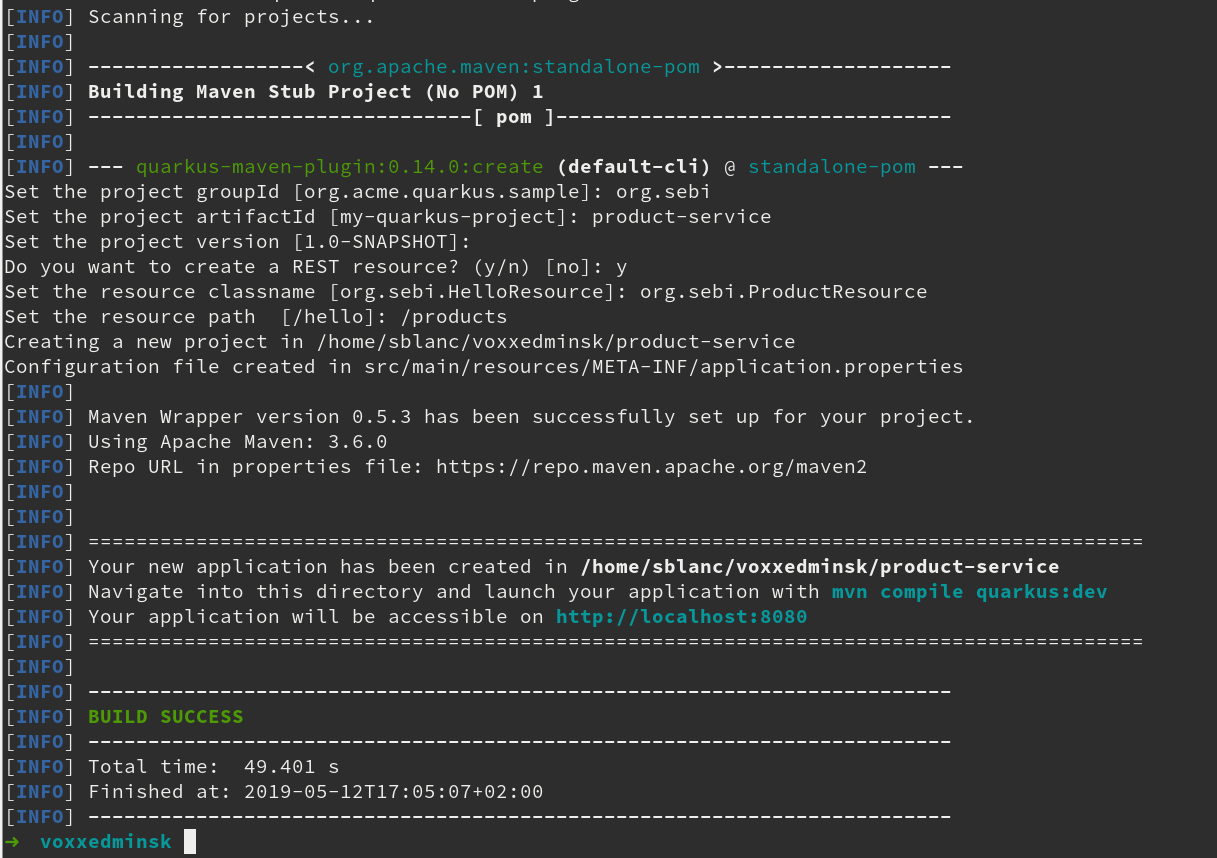 [INFO] Scanning for projects...
[INFO]
[INFO] ------------------< org.apache.maven:standalone-pom >-------------------
[INFO] Building Maven Stub Project (No POM) 1
[INFO] --------------------------------[ pom ]---------------------------------
[INFO]
[INFO] --- quarkus-maven-plugin:0.14.0:create (default-cli) @ standalone-pom ---
Set the project groupId [org.acme.quarkus.sample]: org.sebi
Set the project artifactId [my-quarkus-project]: product-service
Set the project version [1.0-SNAPSHOT]:
Do you want to create a REST resource? (y/n) [no]: y
Set the resource classname [org.sebi.HelloResource]: org.sebi.ProductResource
Set the resource path  [/hello]: /products
Creating a new project in /home/sblanc/voxxedminsk/product-service
Configuration file created in src/main/resources/META-INF/application.properties
[INFO]
[INFO] Maven Wrapper version 0.5.3 has been successfully set up for your project.
[INFO] Using Apache Maven: 3.6.0
[INFO] Repo URL in properties file: https://repo.maven.apache.org/maven2
[INFO]
[INFO]
[INFO] ========================================================================================
[INFO] Your new application has been created in /home/sblanc/voxxedminsk/product-service
[INFO] Navigate into this directory and launch your application with mvn compile quarkus:dev
[INFO] Your application will be accessible on http://localhost:8080
[INFO] ========================================================================================
[INFO]
[INFO] ------------------------------------------------------------------------
[INFO] BUILD SUCCESS
[INFO] ------------------------------------------------------------------------
[INFO] Total time:  49.401 s
[INFO] Finished at: 2019-05-12T17:05:07+02:00
[INFO] ------------------------------------------------------------------------
→ voxxedminsk